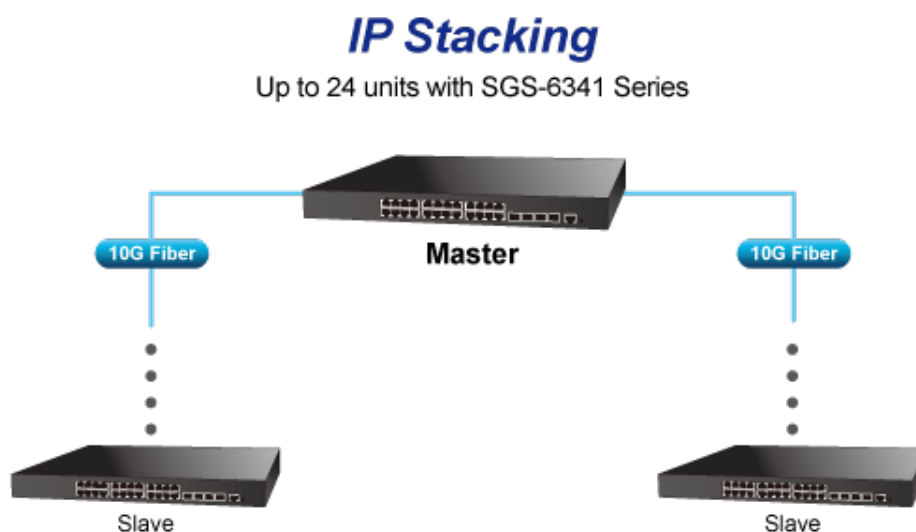 IP Stacking
Up to 24 units with SGS-6341 Series
10G Fiber
Master
10G Fiber
Slave
Slave